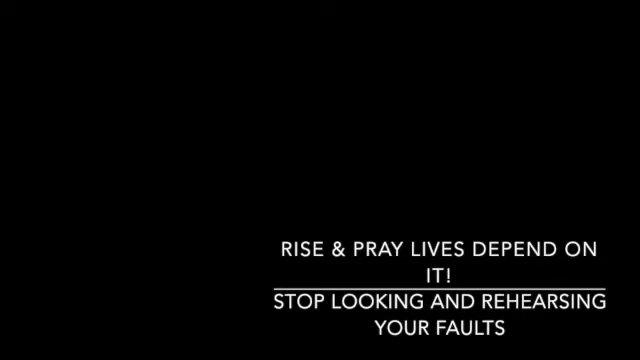 RISE & PRAY LIVES DEPEND ON
IT!
STOP LOOKING AND REHEARSING
YOUR FAULTS